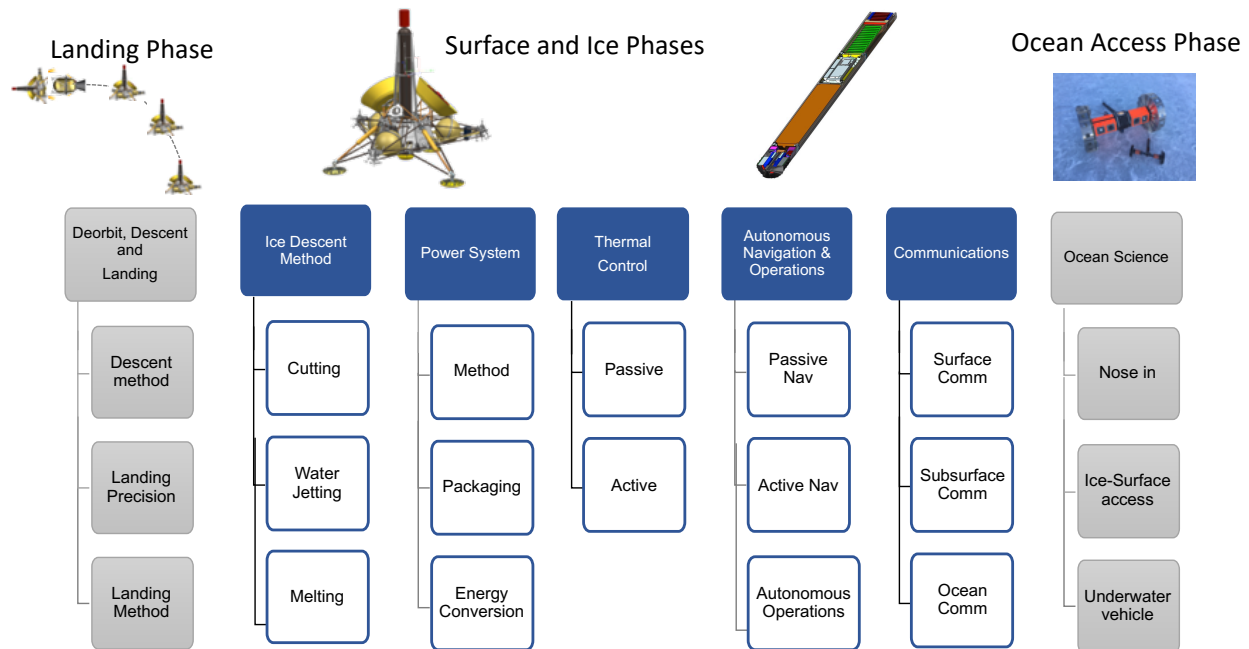 Landing Phase
Surface and Ice Phases
Ocean Access Phase
Deorbit, Descent
and
Landing
Descent
method
Landing
Precision
Landing
Method
Ice Descent
Method
Cutting
Water
Jetting
Melting
Power System
Method
Packaging
Energy
Conversion
Thermal
Control
Passive
Active
Autonomous
Navigation &
Operations
Passive
Nav
Active Nav
Autonomous
Operations
Communications
Surface
Comm
Subsurface
Comm
Ocean
Comm
Ocean Science
Nose in
Ice-Surface
access
Underwater
vehicle